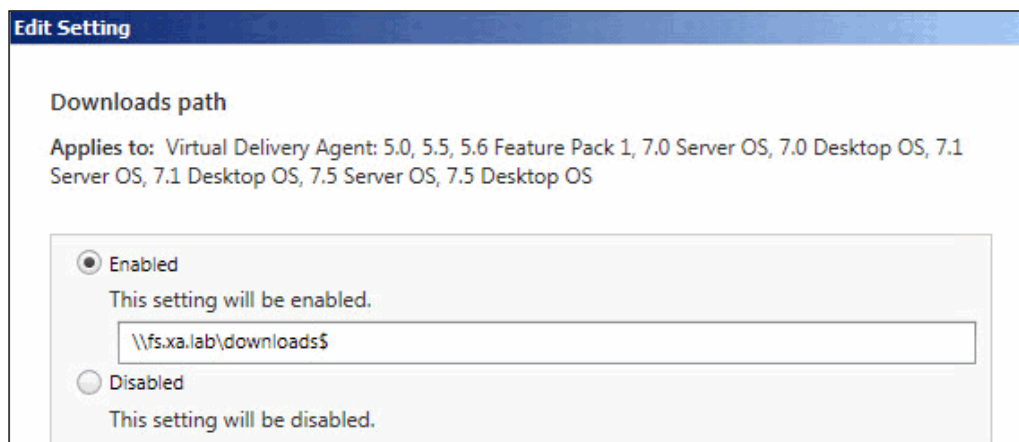 Edit Setting
Downloads path
Applies to: Virtual Delivery Agent: 5.0, 5.5, 5.6 Feature Pack 1, 7.0 Server OS, 7.0 Desktop OS, 7.1
Server OS, 7.1 Desktop OS, 7.5 Server OS, 7.5 Desktop OS
Enabled
This setting will be enabled.
\\fs.xa.lab\downloads$
Disabled
This setting will be disabled.